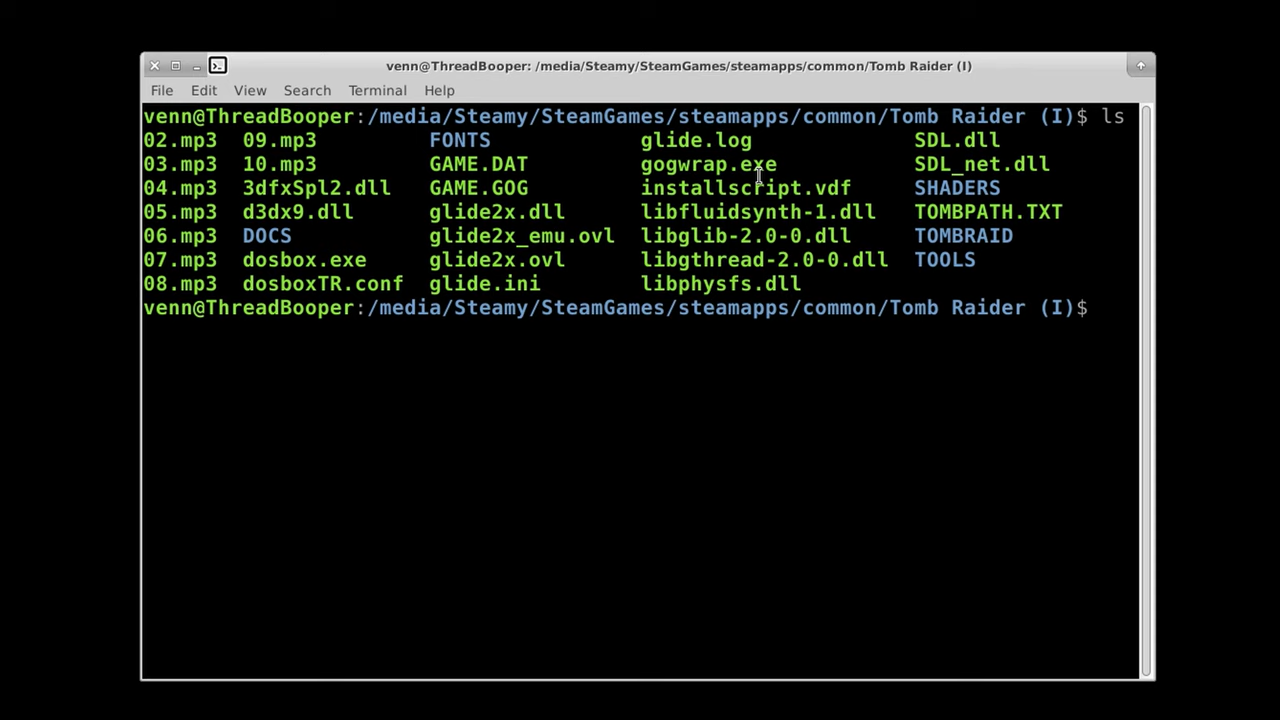 venn@ThreadBooper: /media/Steamy/SteamGames/steamapps/common/Tomb Raider (I)
File Edit View Search Terminal Help
venn@ThreadBooper:/media/Steamy/SteamGames/steamapps/common/Tomb Raider (I)$ ls
02.mp3 09.mp3 FONTS glide.log SDL.dll
03.mp3 10.mp3 GAME.DAT gogwrap.exe SDL_net.dll
04.mp3 3dfxSpl2.dll GAME.GOG installscript.vdf SHADERS
05.mp3 d3dx9.dll glide2x.dll libfluidsynth-1.dll TOMBPATH.TXT
06.mp3 DOCS glide2x_emu.ovl libglib-2.0-0.dll TOMBRAID
07.mp3 dosbox.exe glide2x.ovl libgthread-2.0-0.dll TOOLS
08.mp3 dosboxTR.conf glide.ini libphysfs.dll
venn@ThreadBooper:/media/Steamy/SteamGames/steamapps/common/Tomb Raider (I)$